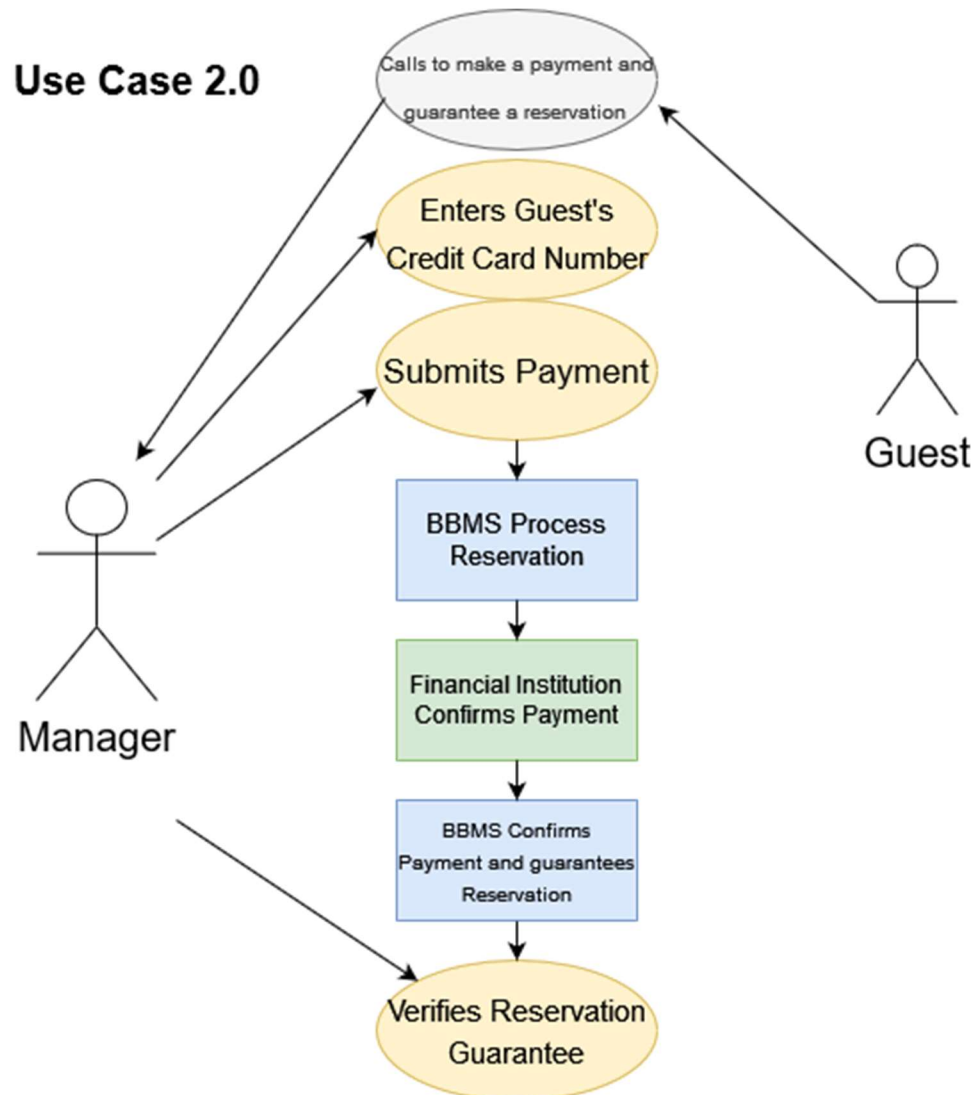 Use Case 2.0
Calls to make a payment and
guarantee a reservation
Enters Guest's
Credit Card Number
Submits Payment
Guest
BBMS Process
Reservation
Financial Institution
Confirms Payment
Manager
BBMS Confirms
Payment and guarantees
Reservation
Verifies Reservation
Guarantee